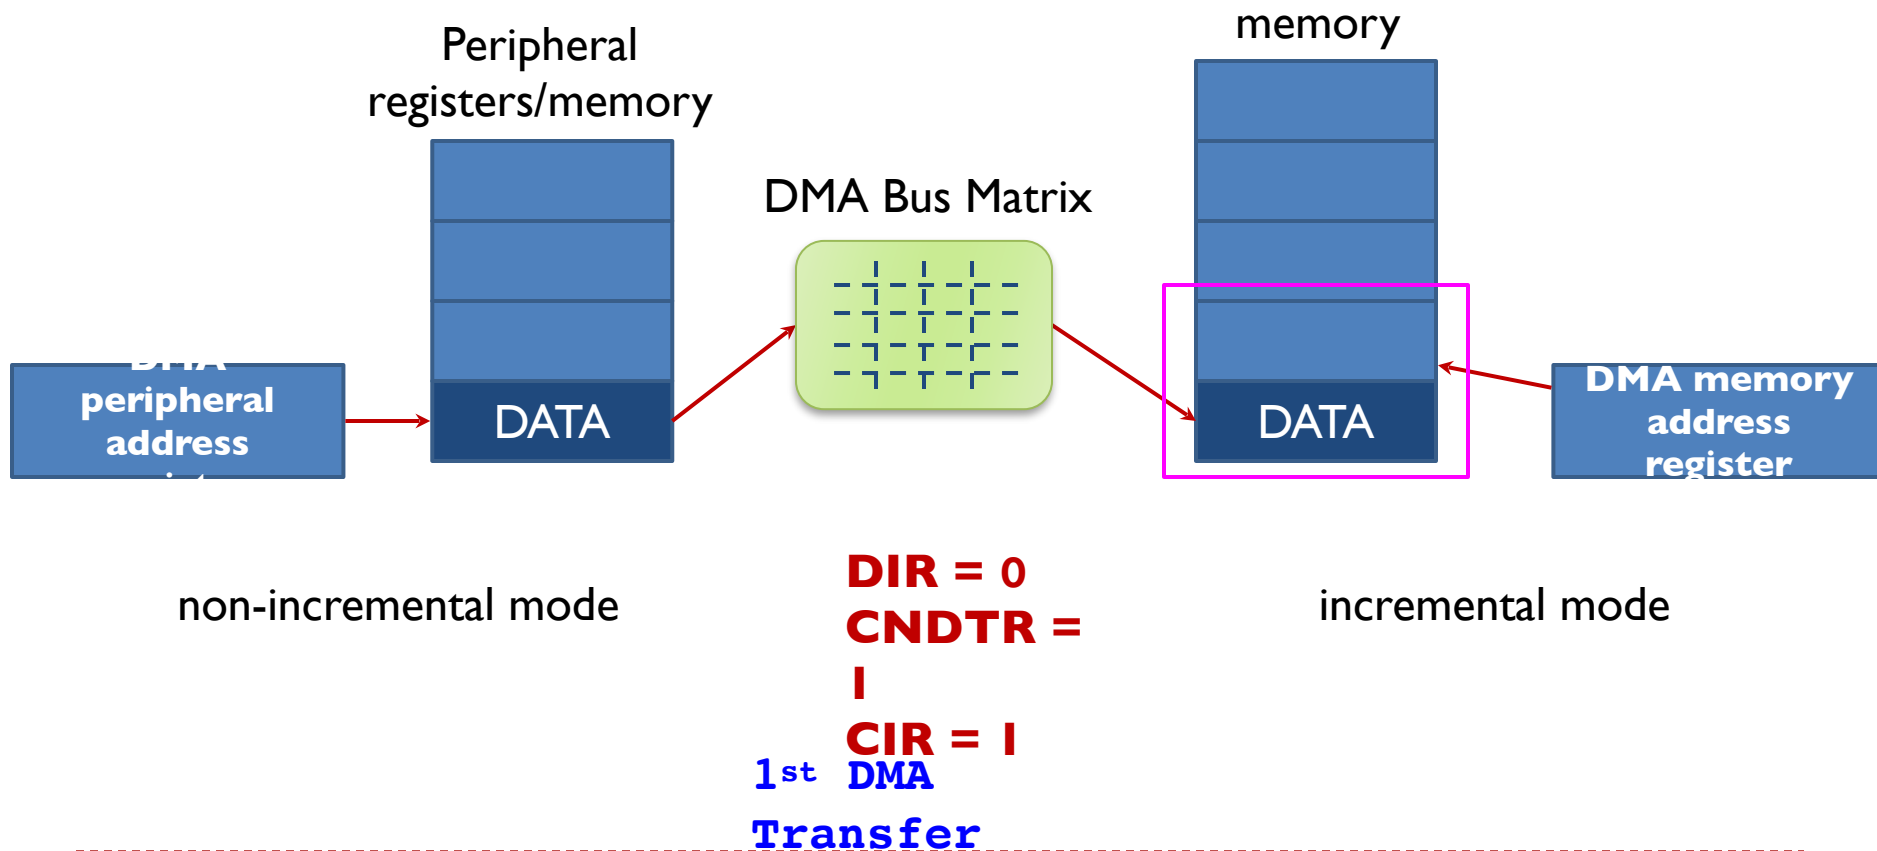 Peripheral
registers/memory
memory
DMA Bus Matrix
DMA
peripheral
address
DATA
DATA
DMA memory
address
register
non-incremental mode
DIR = 0
CNDTR =
1
CIR = 1
incremental mode
1st DMA
Transfer